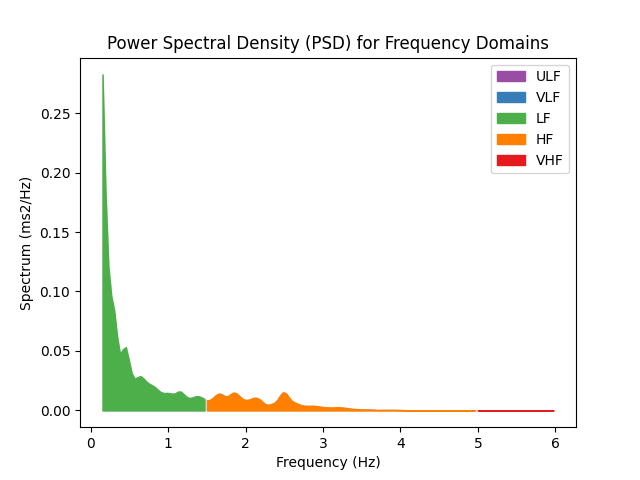 Power Spectral Density (PSD) for Frequency Domains
ULF
VLF
LF
HF
VHF
0.25
0.20
0.15
0.10
0.05
0.00
Spectrum (ms2/Hz)
0 1 2 3 4 5 6
Frequency (Hz)